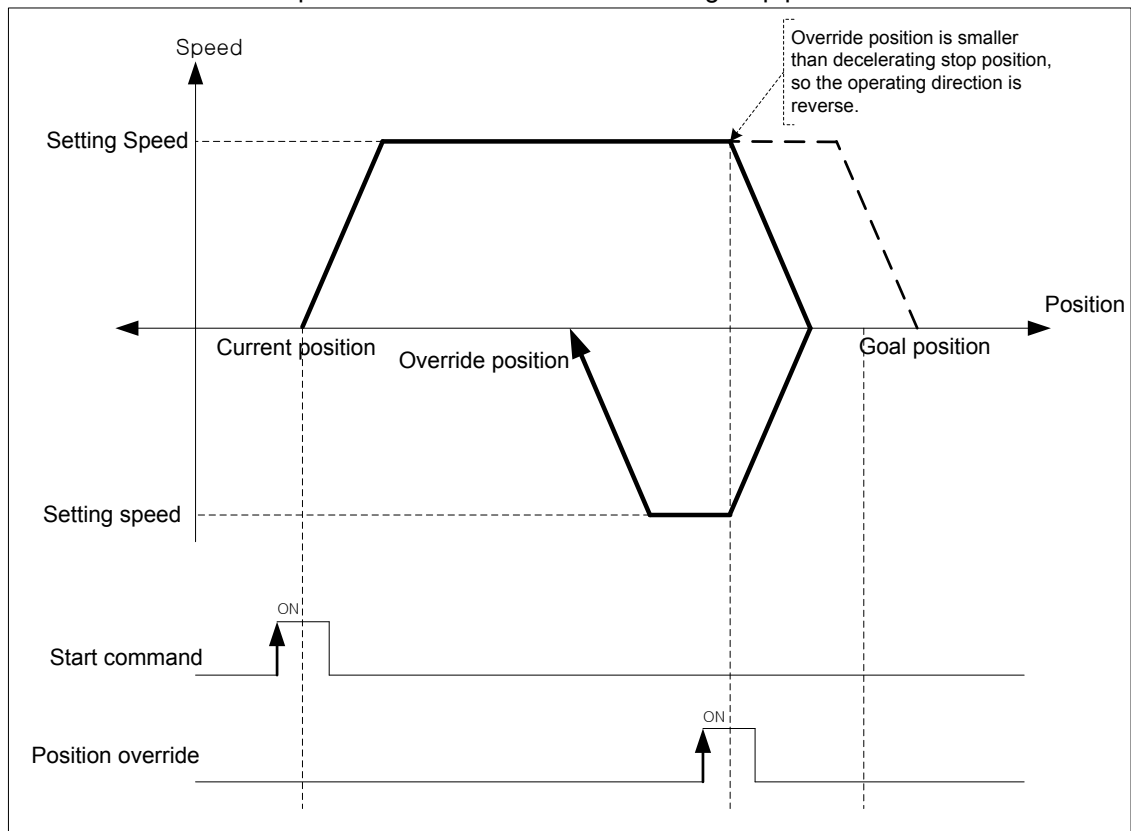 Speed
Override position is smaller
than decelerating stop position,
so the operating direction is
reverse.
Setting Speed
Position
Current position
Override position
Goal position
Setting speed
ON
Start command
ON
Position override